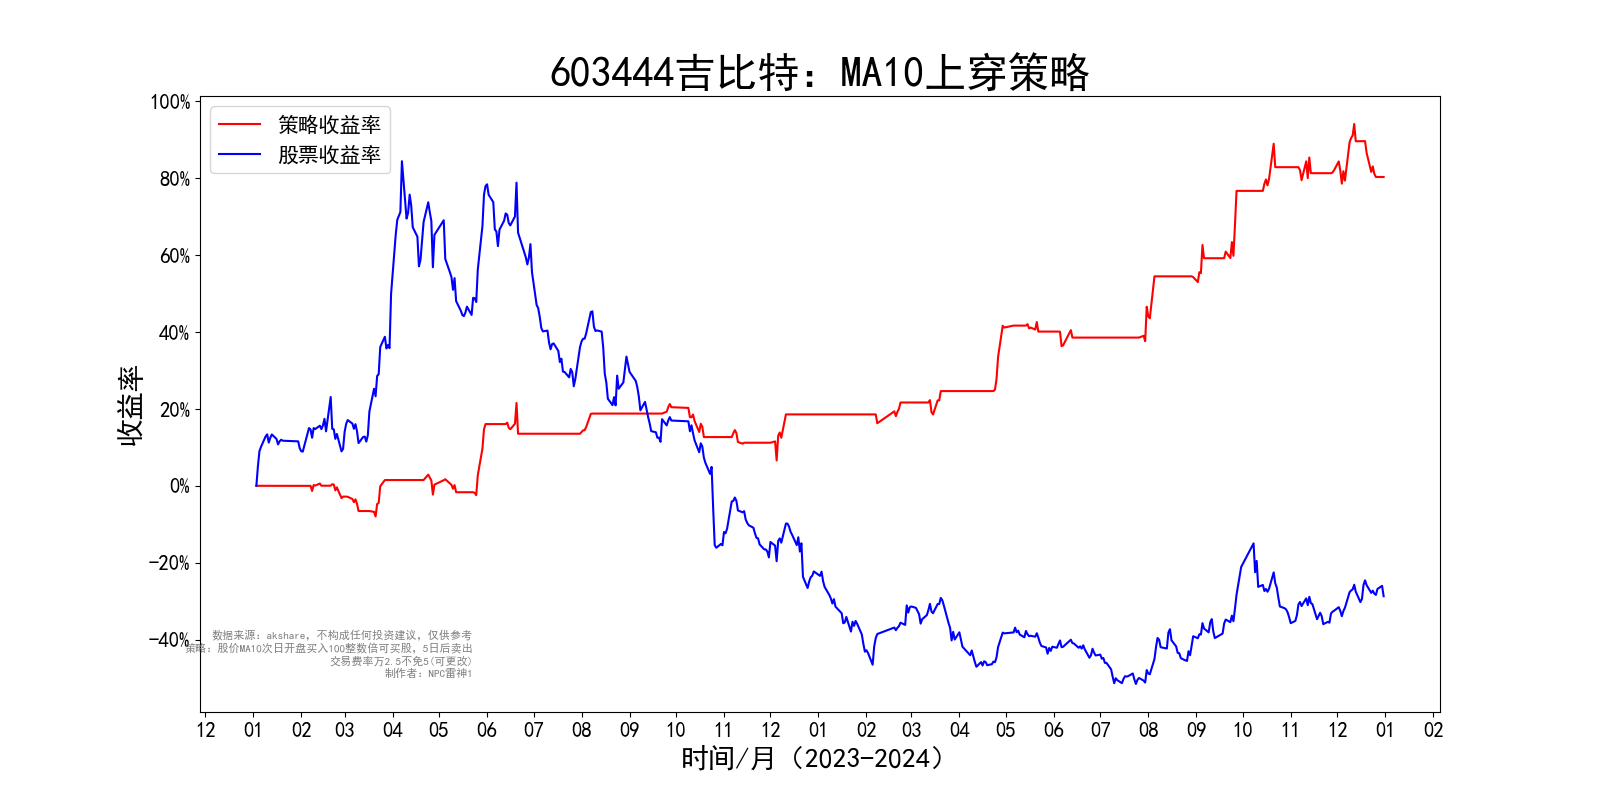 603444吉比特：MA10上穿策略
策略收益率
股票收益率
100%
80%
60%
40%
20%
0%
-20%
-40%
收益率
数据来源：akshare，不构成任何投资建议，仅供参考
策略：股价MA10次日开盘买入100整数倍可买股，5日后卖出
交易费率万2.5不免5(可更改)
制作者：NPC雷神1
12 01 02 03 04 05 06 07 08 09 10 11 12 01 02 03 04 05 06 07 08 09 10 11 12 01 02
时间/月（2023-2024）